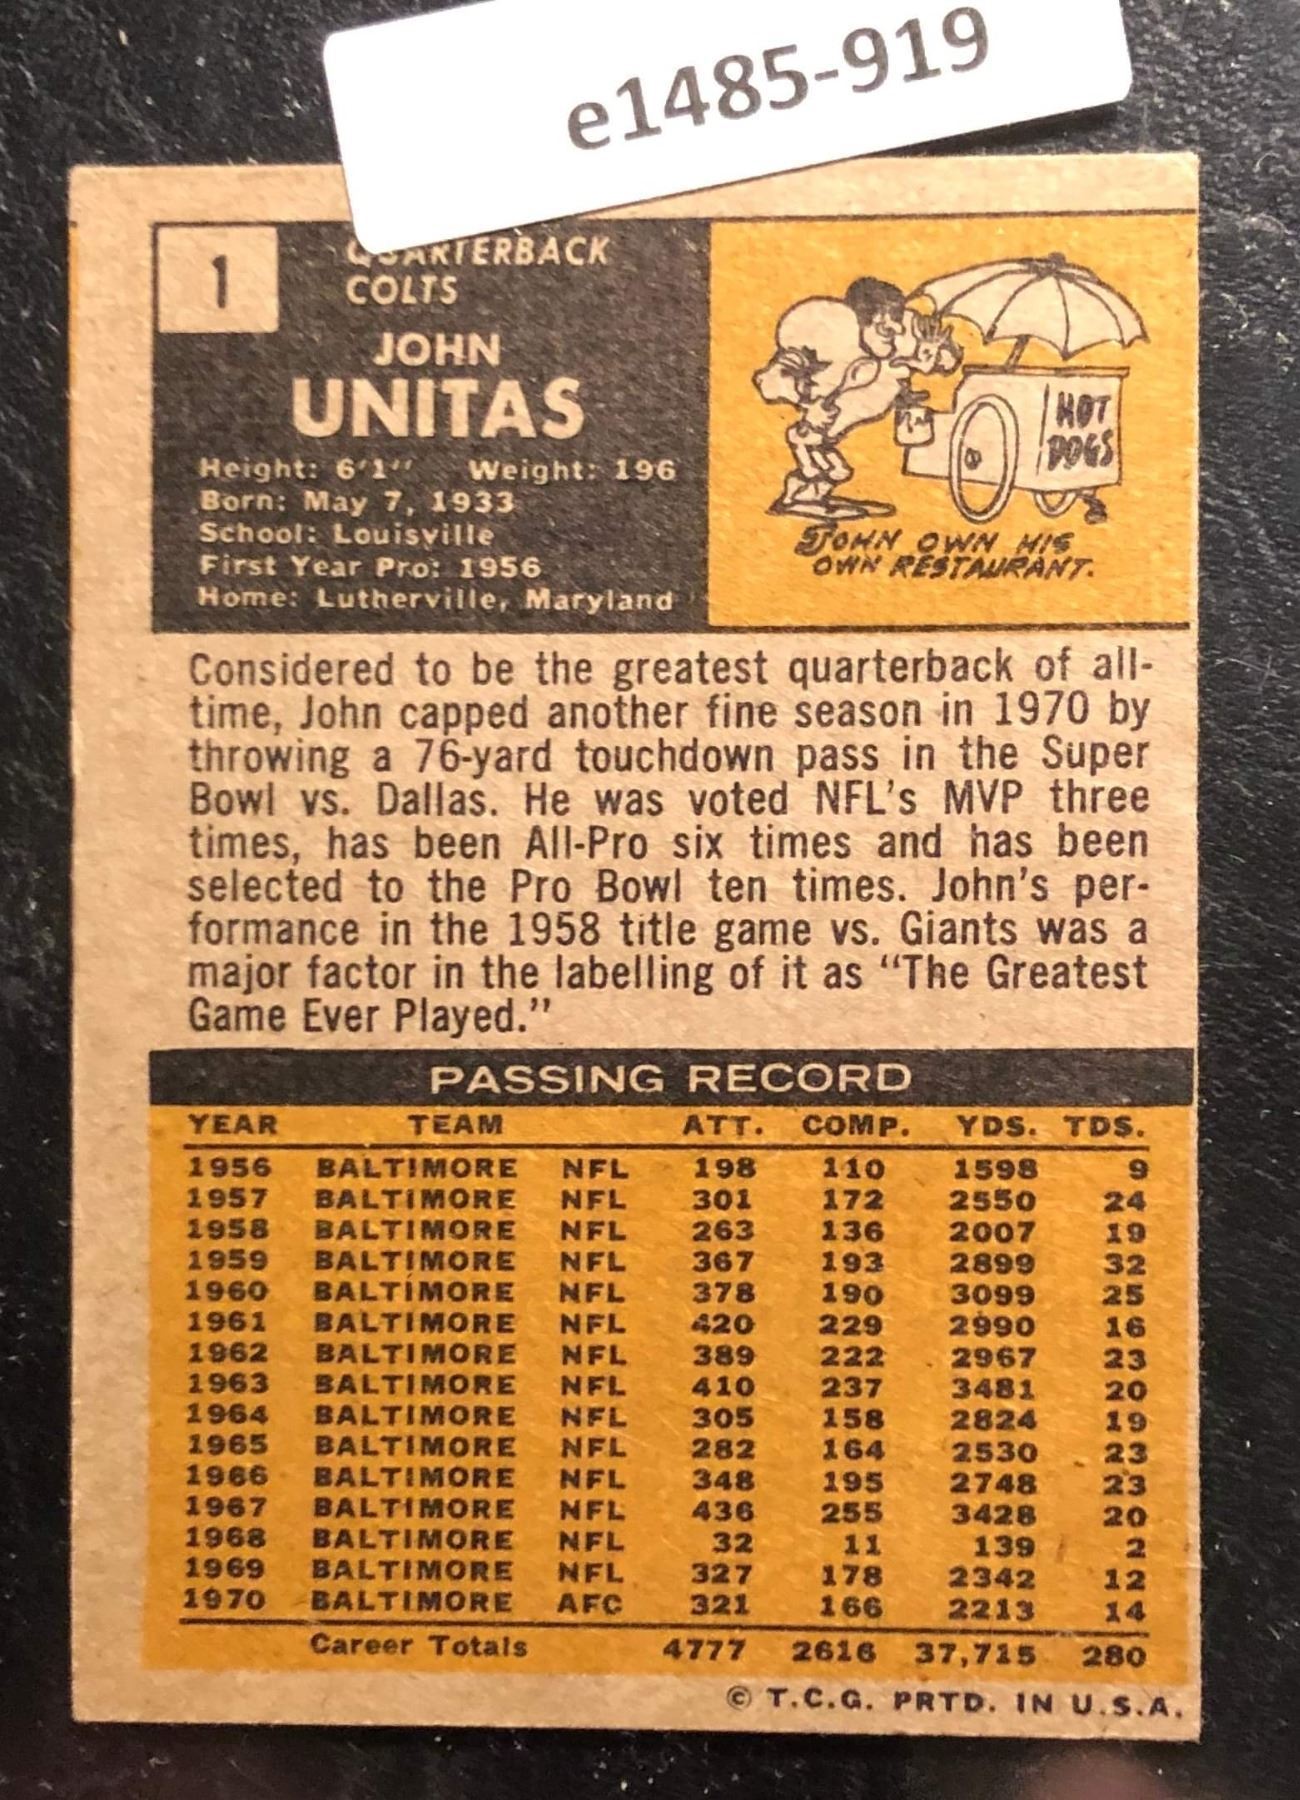 e1485-919
1
QUARTERBACK
COLTS
JOHN
UNITAS
Height: 6'1" Weight: 196
Born: May 7, 1933
School: Louisville
First Year Pro: 1956
Home: Lutherville, Maryland
HOT
DOGS
JOHN OWN HIS
OWN RESTAURANT.
Considered to be the greatest quarterback of all-
time, John capped another fine season in 1970 by
throwing a 76-yard touchdown pass in the Super
Bowl vs. Dallas. He was voted NFL's MVP three
times, has been All-Pro six times and has been
selected to the Pro Bowl ten times. John's per-
formance in the 1958 title game vs. Giants was a
major factor in the labelling of it as "The Greatest
Game Ever Played."
PASSING RECORD
YEAR TEAM ATT. COMP. YDS. TDS.
1956 BALTIMORE NFL 198 110 1598 9
1957 BALTIMORE NFL 301 172 2550 24
1958 BALTIMORE NFL 263 136 2007 19
1959 BALTIMORE NFL 367 193 2899 32
1960 BALTIMORE NFL 378 190 3099 25
1961 BALTIMORE NFL 420 229 2990 16
1962 BALTIMORE NFL 389 222 2967 23
1963 BALTIMORE NFL 410 237 3481 20
1964 BALTIMORE NFL 305 158 2824 19
1965 BALTIMORE NFL 282 164 2530 23
1966 BALTIMORE NFL 348 195 2748 23
1967 BALTIMORE NFL 436 255 3428 20
1968 BALTIMORE NFL 32 11 139 2
1969 BALTIMORE NFL 327 178 2342 12
1970 BALTIMORE AFC 321 166 2213 14
Career Totals 4777 2616 37,715 280
© T.C.G. PRTD. IN U.S.A.